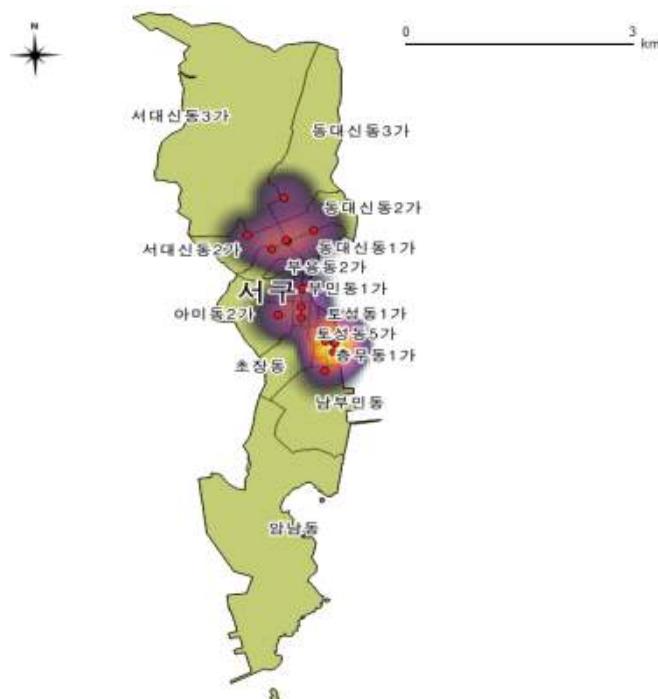 N
0 3
km
서대신동3가
동대신동3가
동대신동2가
서대신동2가
동대신동1가
부용동2가
서구
부민동1가
아미동2가
토성동1가
토성동5가
충무동1가
초장동
남부민동
암남동